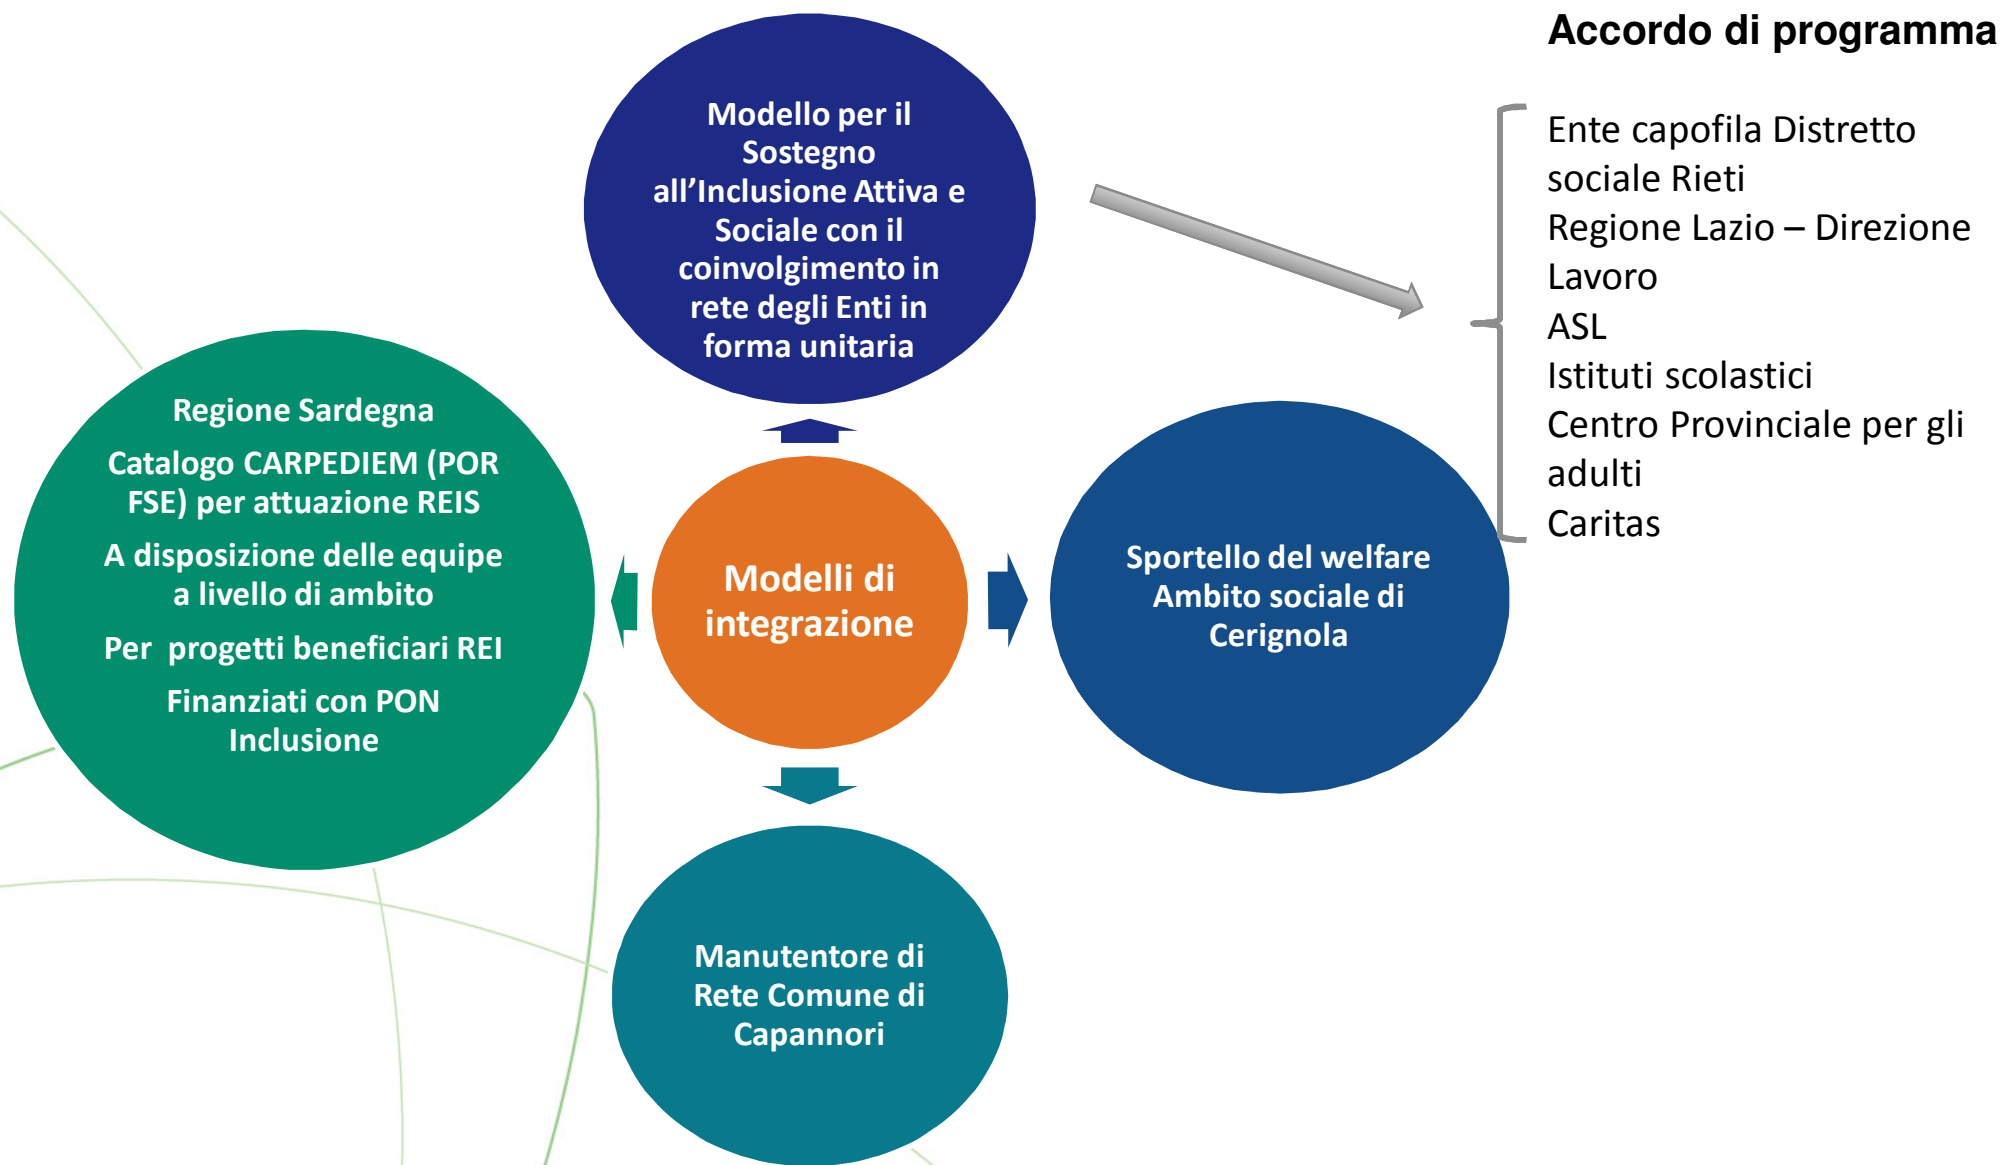 Accordo di programma
Modello per il
Sostegno
all’Inclusione Attiva e
Sociale con il
coinvolgimento in
rete degli Enti in
forma unitaria
Ente capofila Distretto
sociale Rieti
Regione Lazio – Direzione
Lavoro
ASL
Istituti scolastici
Centro Provinciale per gli
adulti
Caritas
Regione Sardegna
Catalogo CARPEDIEM (POR
FSE) per attuazione REIS
A disposizione delle equipe
a livello di ambito
Per progetti beneficiari REI
Finanziati con PON
Inclusione
Modelli di
integrazione
Sportello del welfare
Ambito sociale di
Cerignola
Manutentore di
Rete Comune di
Capannori